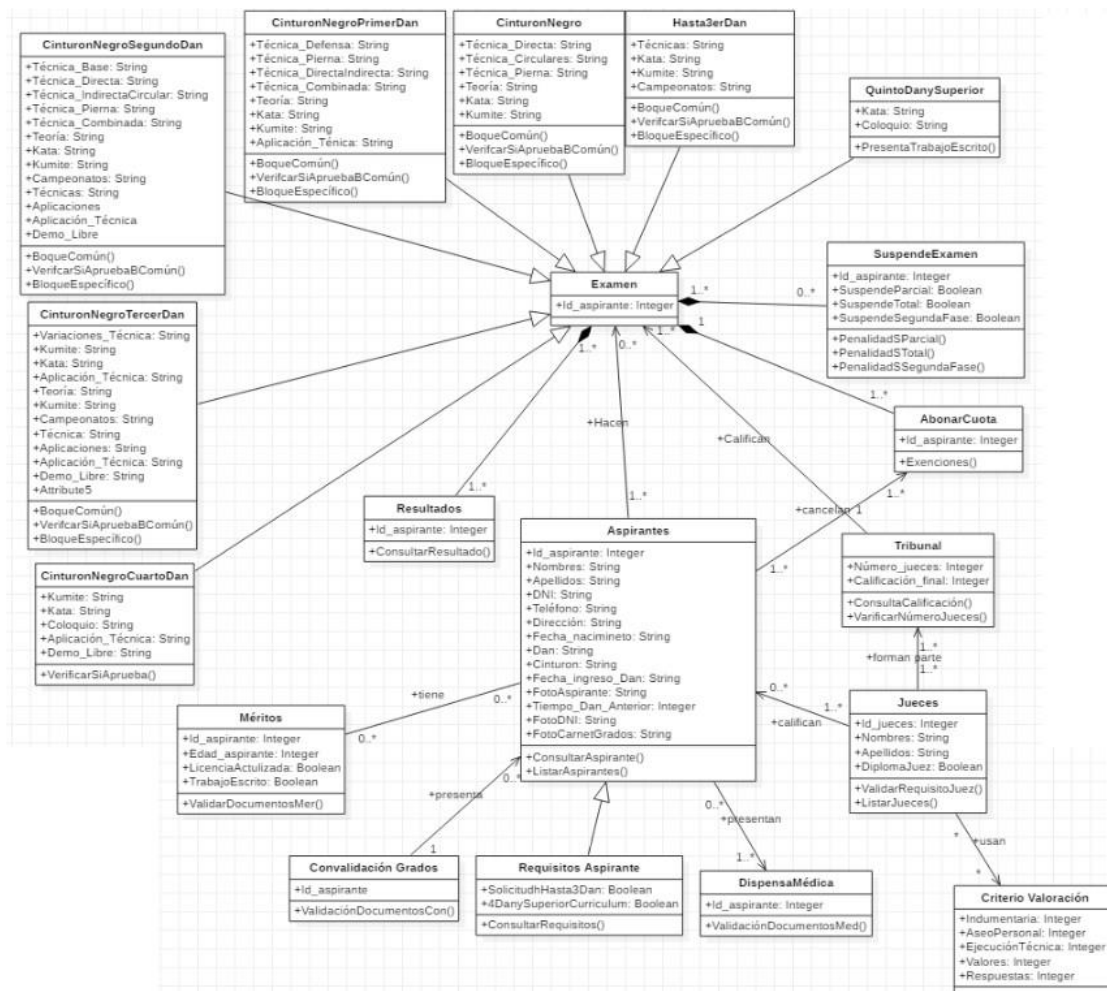 CinturonNegroSegundoDan
+Técnica_Base: String
+Técnica_Directa: String
+Técnica_IndirectaCircular: String
+Técnica_Pierna: String
+Técnica_Combinada: String
+Teoría: String
+Kata: String
+Kumite: String
+Campeonatos: String
+Técnicas: String
+Aplicaciones
+Aplicación_Técnica
+Demo_Libre
+BoqueComún()
+VerifcarSiApruebaBComún()
+BloqueEspecífico()
CinturonNegroPrimerDan
+Técnica_Defensa: String
+Técnica_Pierna: String
+Técnica_DirectaIndirecta: String
+Técnica_Combinada: String
+Teoría: String
+Kata: String
+Kumite: String
+Aplicación_Ténica: String
+BoqueComún()
+VerifcarSiApruebaBComún()
+BloqueEspecífico()
CinturonNegro
+Técnica_Directa: String
+Técnica_Circulares: String
+Técnica_Pierna: String
+Teoría: String
+Kata: String
+Kumite: String
+BoqueComún()
+VerifcarSiApruebaBComún()
+BloqueEspecífico()
Hasta3erDan
+Técnicas: String
+Kata: String
+Kumite: String
+Campeonatos: String
+BoqueComún()
+VerifcarSiApruebaBComún()
+BloqueEspecífico()
QuintoDanySuperior
+Kata: String
+Coloquio: String
+PresentaTrabajoEscrito()
Examen
+Id_aspirante: Integer
1..*
0..*
SuspendeExamen
+Id_aspirante: Integer
+SuspendeParcial: Boolean
+SuspendeTotal: Boolean
+SuspendeSegundaFase: Boolean
+PenalidadSParcial()
+PenalidadSTotal()
+PenalidadSSegundaFase()
CinturonNegroTercerDan
+Variaciones_Técnica: String
+Kumite: String
+Kata: String
+Aplicación_Técnica: String
+Teoría: String
+Kumite: String
+Campeonatos: String
+Técnica: String
+Aplicaciones: String
+Aplicación_Técnica: String
+Demo_Libre: String
+Attribute5
+BoqueComún()
+VerifcarSiApruebaBComún()
+BloqueEspecífico()
1..*
0..*
1..*
1
+Hacen
+Califican
1..*
AbonarCuota
+Id_aspirante: Integer
+Exenciones()
CinturonNegroCuartoDan
+Kumite: String
+Kata: String
+Coloquio: String
+Aplicación_Técnica: String
+Demo_Libre: String
+VerificarSiAprueba()
1..*
Resultados
+Id_aspirante: Integer
+ConsultarResultado()
1..*
Aspirantes
+Id_aspirante: Integer
+Nombres: String
+Apellidos: String
+DNI: String
+Teléfono: String
+Dirección: String
+Fecha_nacimineto: String
+Dan: String
+Cinturon: String
+Fecha_ingreso_Dan: String
+FotoAspirante: String
+Tiempo_Dan_Anterior: Integer
+FotoDNI: String
+FotoCarnetGrados: String
+ConsultarAspirante()
+ListarAspirantes()
1..*
+cancelan
1
1..*
Tribunal
+Número_jueces: Integer
+Calificación_final: Integer
+ConsultaCalificación()
+VarificarNúmeroJueces()
1..*
+forman parte
1..*
0..*
1..*
+califican
Jueces
+Id_jueces: Integer
+Nombres: String
+Apellidos: String
+DiplomaJuez: Boolean
+ValidarRequisitoJuez()
+ListarJueces()
+tiene
0..*
0..*
Méritos
+Id_aspirante: Integer
+Edad_aspirante: Integer
+LicenciaActulizada: Boolean
+TrabajoEscrito: Boolean
+ValidarDocumentosMer()
0..*
+presenta
1
0..*
+presentan
1..*
*
+usan
*
Convalidación Grados
+Id_aspirante
+ValidaciónDocumentosCon()
Requisitos Aspirante
+SolicitudhHasta3Dan: Boolean
+4DanySuperiorCurriculum: Boolean
+ConsultarRequisitos()
DispensaMédica
+Id_aspirante: Integer
+ValidaciónDocumentosMed()
Criterio Valoración
+Indumentaria: Integer
+AseoPersonal: Integer
+EjecuciónTécnica: Integer
+Valores: Integer
+Respuestas: Integer